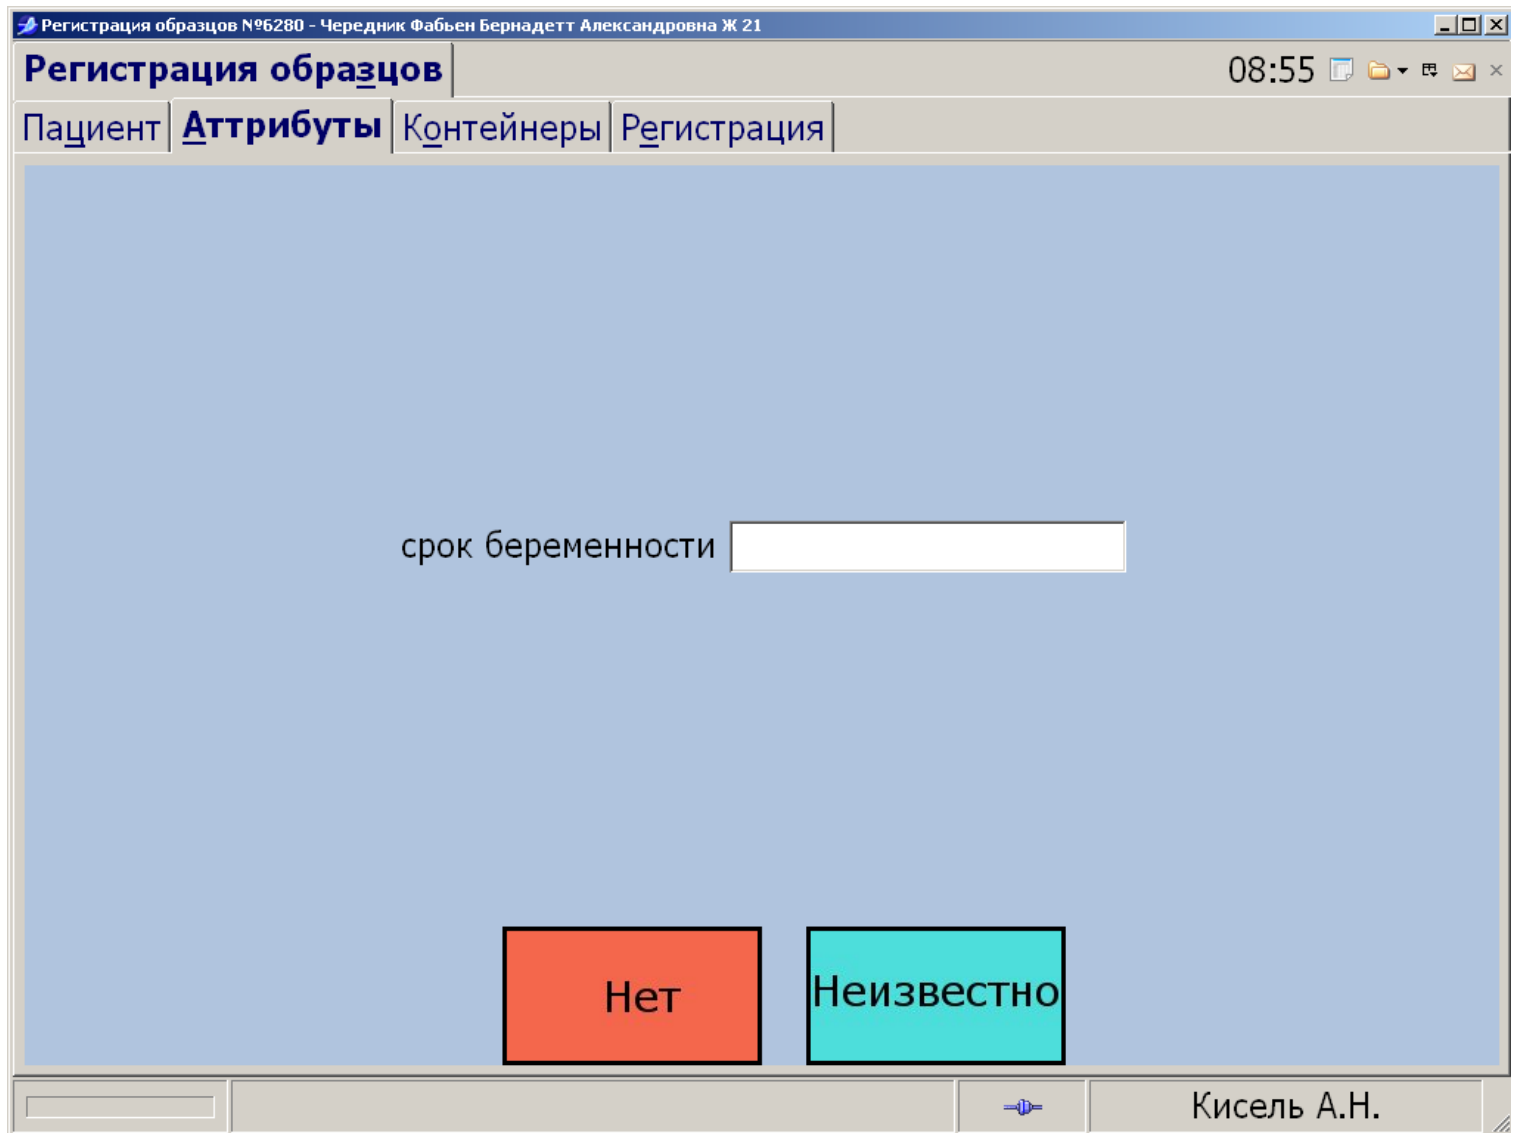 Регистрация образцов №6280 - Чередник Фабьен Бернадетт Александровна Ж 21
Регистрация образцов 08:55
Пациент Аттрибуты Контейнеры Регистрация
срок беременности
Нет Неизвестно
Кисель А.Н.